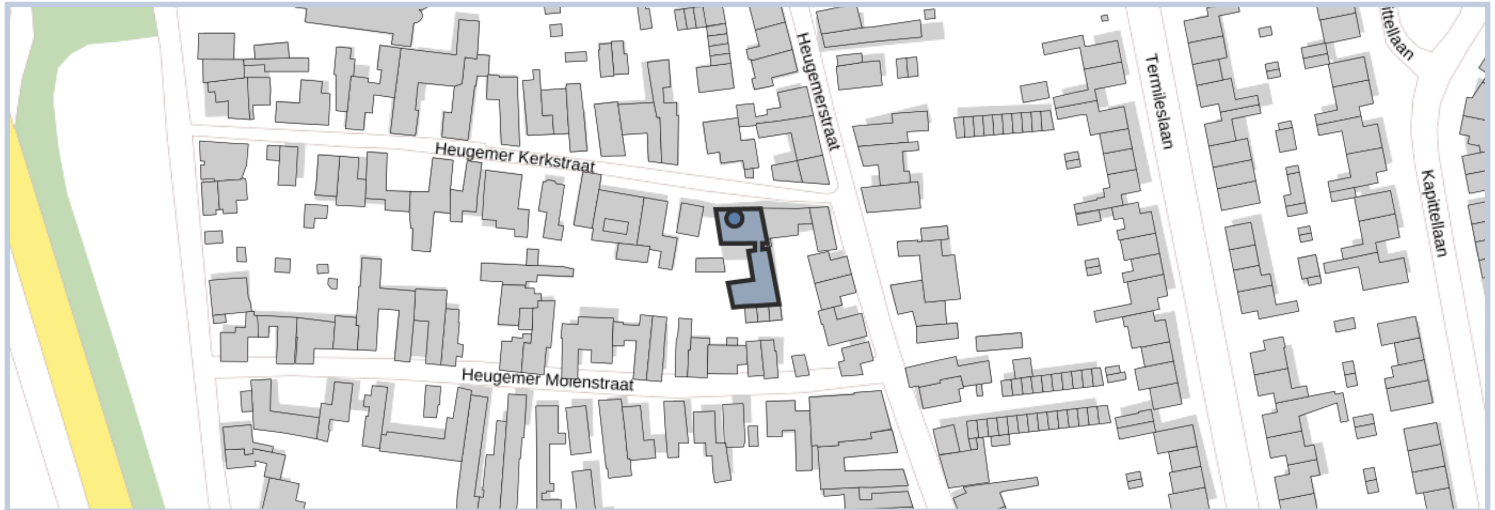 ittellaan
Heugemerstraat
Termileslaan
Heugemer Kerkstraat
Kapittellaan
Heugemer Molenstraat